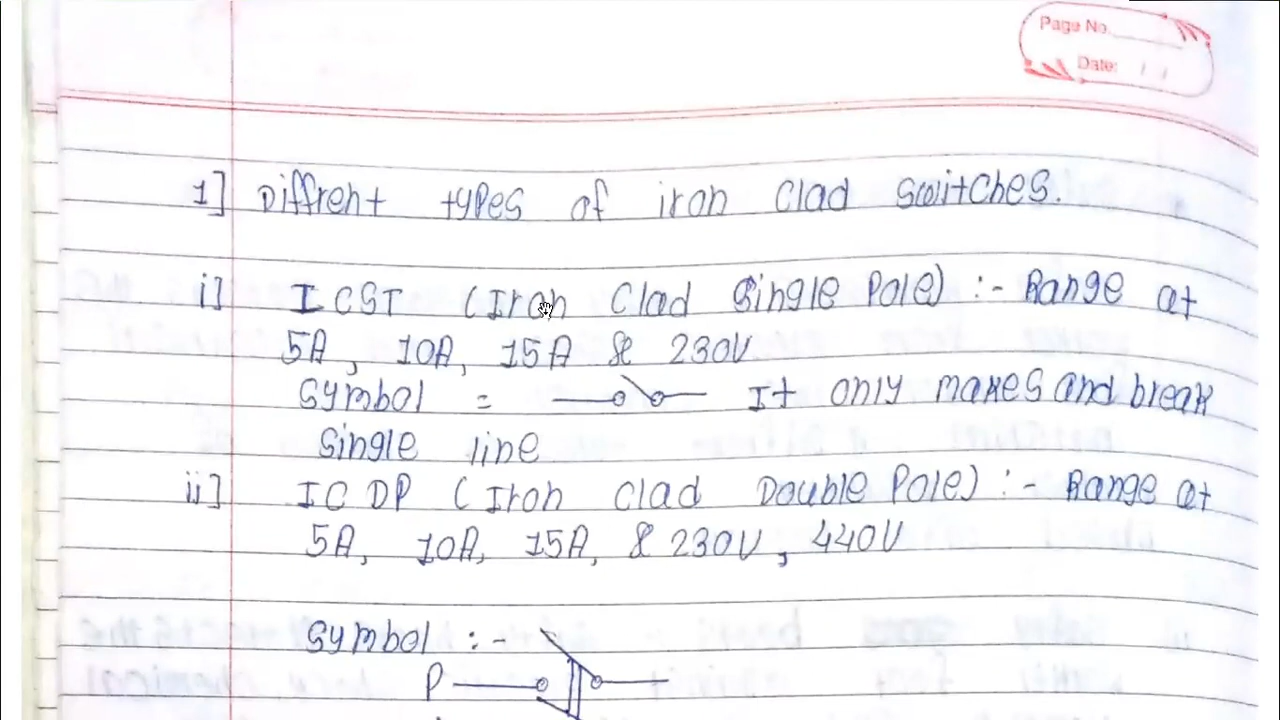 Page No.
Date: / /
1] Diffrent types of iron clad switches.
i] ICST (Iron Clad Single Pole) :- Range at
5A, 10A, 15A & 230V
Symbol = It only makes and break
single line
ii] ICDP (Iron Clad Double Pole) :- Range at
5A, 10A, 15A, & 230V, 440V
Symbol :-
P